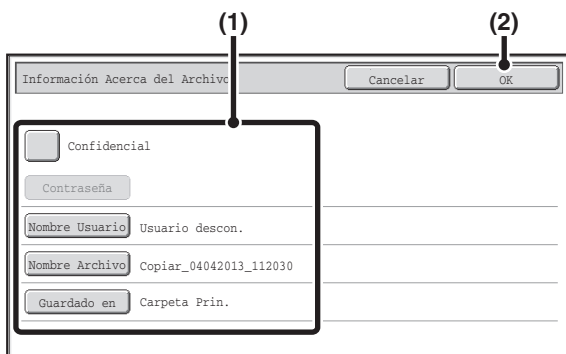 (1) (2)
Información Acerca del Archivo Cancelar OK
Confidencial
Contraseña
Nombre Usuario Usuario descon.
Nombre Archivo Copiar_04042013_112030
Guardado en Carpeta Prin.